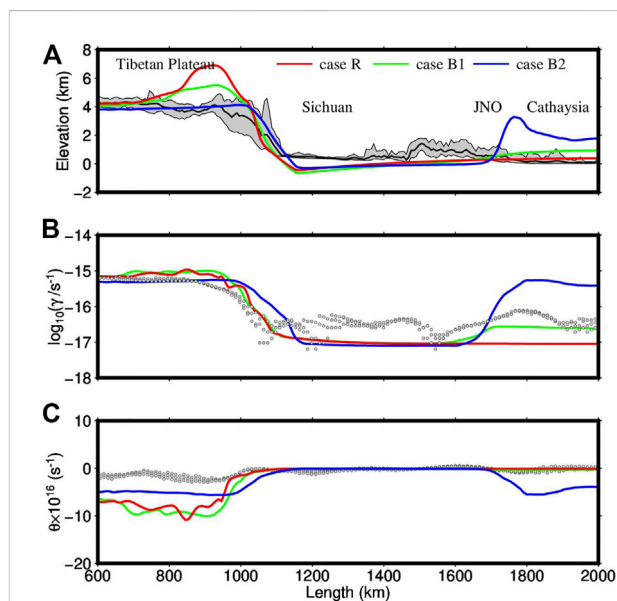 A
Tibetan Plateau
case R
case B1
case B2
Sichuan
JNO
Cathaysia
Elevation (km)
8
6
4
2
0
−2
B
log10(γ̇/s⁻¹)
−14
−15
−16
−17
−18
C
θ×10¹⁶ (s⁻¹)
10
0
−10
−20
600 800 1000 1200 1400 1600 1800 2000
Length (km)